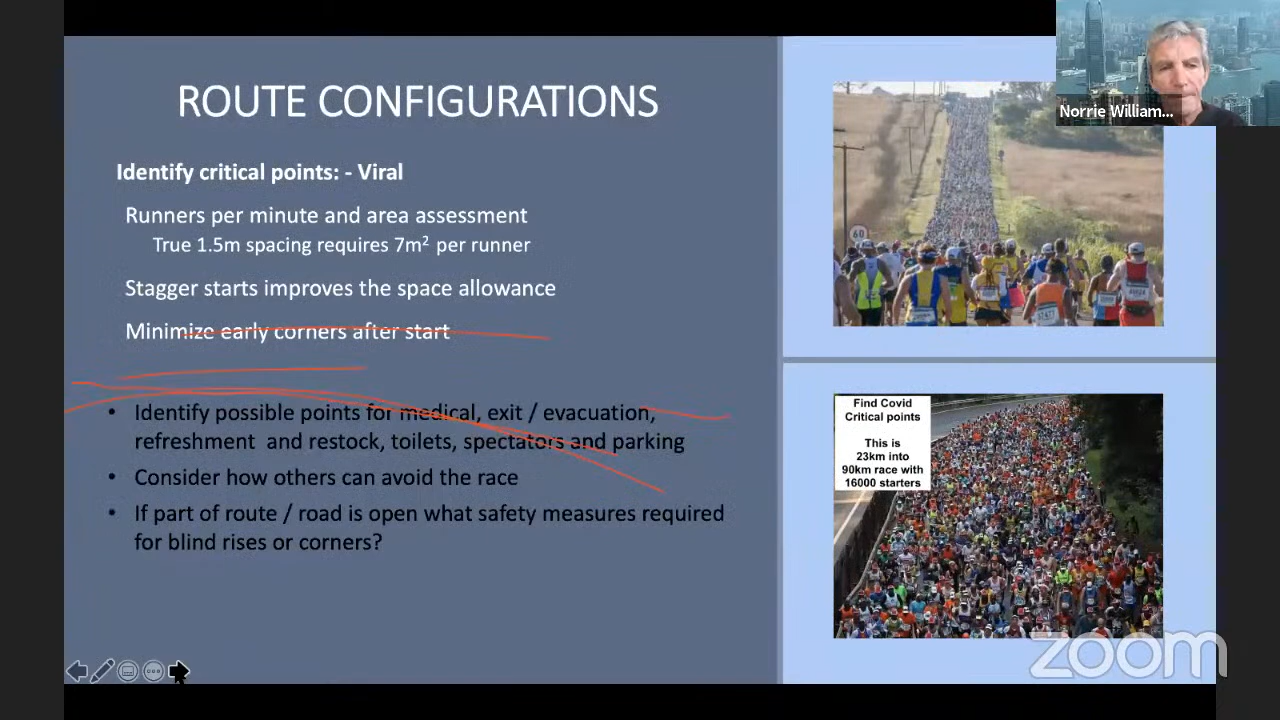 ROUTE CONFIGURATIONS
Identify critical points: - Viral
Runners per minute and area assessment
True 1.5m spacing requires 7m² per runner
Stagger starts improves the space allowance
Minimize early corners after start
• Identify possible points for medical, exit / evacuation,
refreshment and restock, toilets, spectators and parking
• Consider how others can avoid the race
• If part of route / road is open what safety measures required
for blind rises or corners?
Norrie William...
60
Find Covid
Critical points
This is
23km into
90km race with
16000 starters
zoom